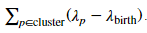 ∑p∈cluster(λp − λbirth).